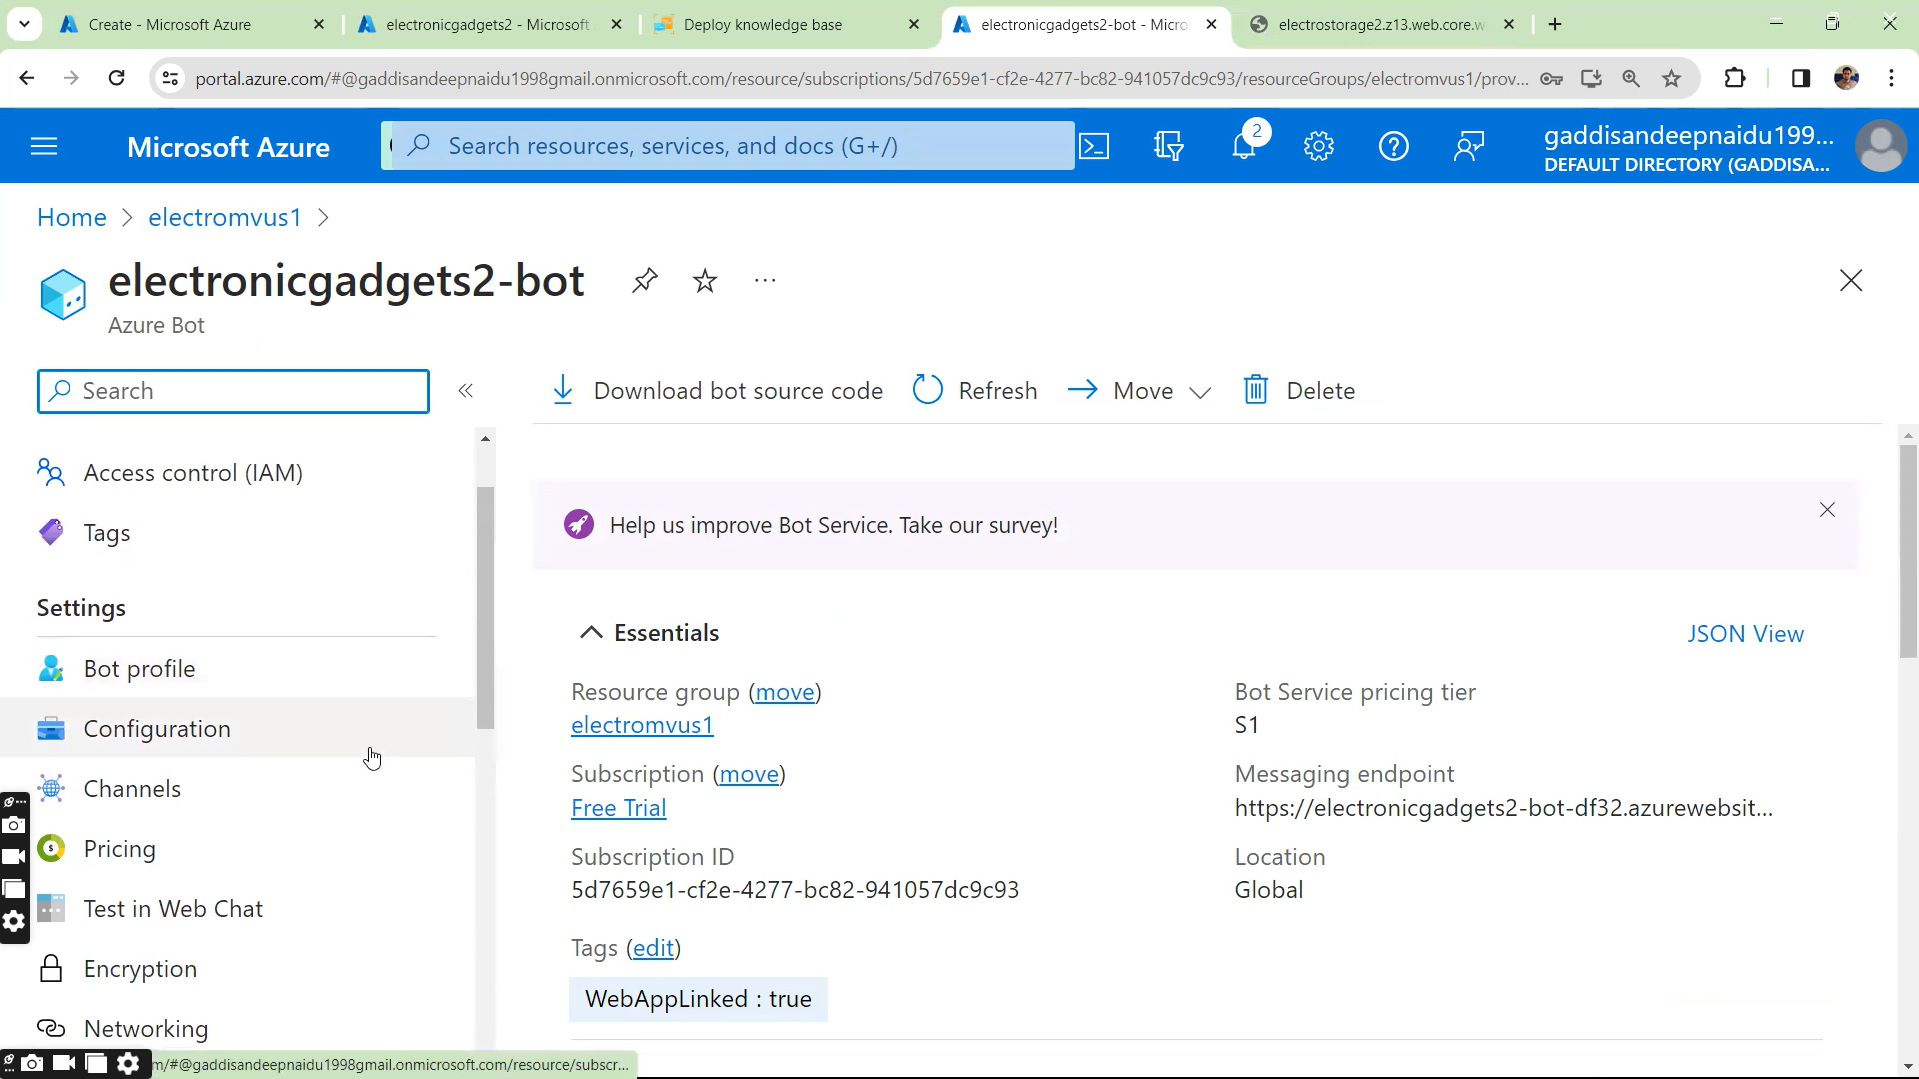 Create - Microsoft Azure
electronicgadgets2 - Microsoft
Deploy knowledge base
electronicgadgets2-bot - Micro
electrostorage2.z13.web.core.w
portal.azure.com/#@gaddisandeepnaidu1998gmail.onmicrosoft.com/resource/subscriptions/5d7659e1-cf2e-4277-bc82-941057dc9c93/resourceGroups/electromvus1/prov...
Microsoft Azure
Search resources, services, and docs (G+/)
2
gaddisandeepnaidu199...
DEFAULT DIRECTORY (GADDISA...
Home > electromvus1 >
electronicgadgets2-bot
Azure Bot
Search
Download bot source code
Refresh
Move
Delete
Access control (IAM)
Tags
Settings
Bot profile
Configuration
Channels
Pricing
Test in Web Chat
Encryption
Networking
Help us improve Bot Service. Take our survey!
Essentials
JSON View
Resource group (move)
electromvus1
Subscription (move)
Free Trial
Subscription ID
5d7659e1-cf2e-4277-bc82-941057dc9c93
Tags (edit)
WebAppLinked : true
Bot Service pricing tier
S1
Messaging endpoint
https://electronicgadgets2-bot-df32.azurewebsit...
Location
Global
m/#@gaddisandeepnaidu1998gmail.onmicrosoft.com/resource/subscr...